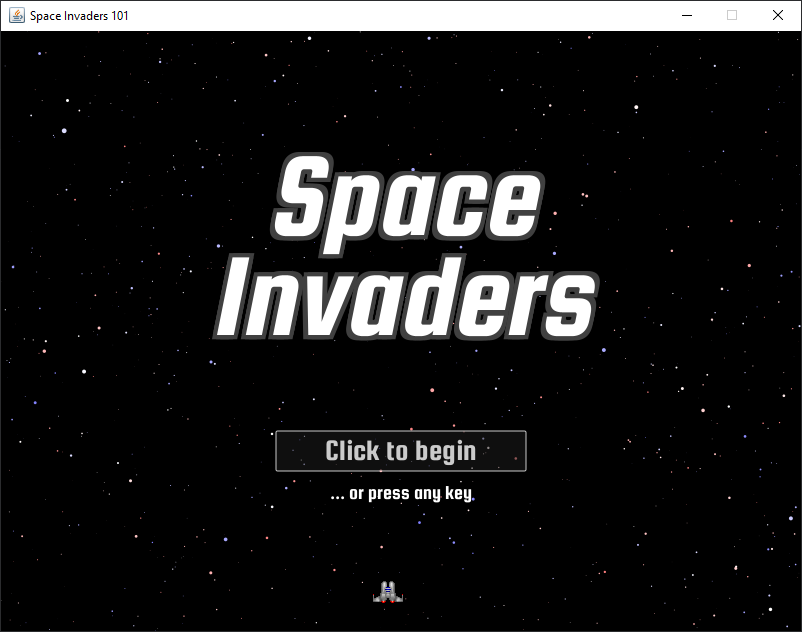 Space Invaders 101
Space
Invaders
Click to begin
... or press any key